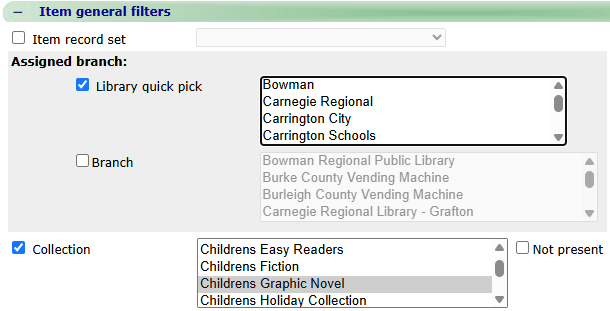 − Item general filters
Item record set
Assigned branch:
Library quick pick
Bowman
Carnegie Regional
Carrington City
Carrington Schools
Branch
Bowman Regional Public Library
Burke County Vending Machine
Burleigh County Vending Machine
Carnegie Regional Library - Grafton
Collection
Childrens Easy Readers
Childrens Fiction
Childrens Graphic Novel
Childrens Holiday Collection
Not present